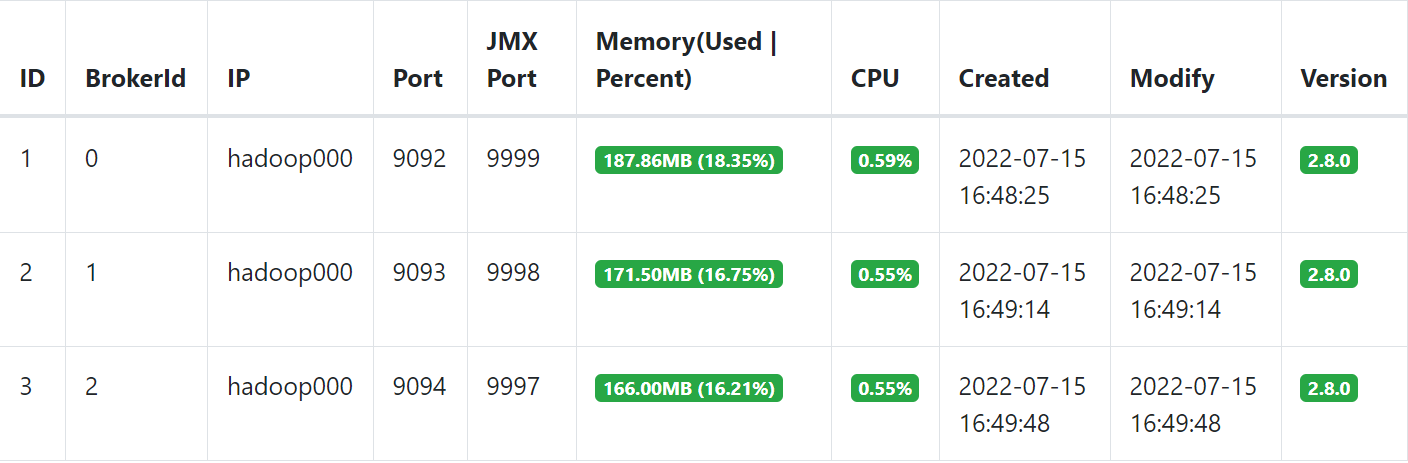 ID BrokerId IP Port JMX Port Memory(Used | Percent) CPU Created Modify Version
1 0 hadoop000 9092 9999 187.86MB (18.35%) 0.59% 2022-07-15 16:48:25 2022-07-15 16:48:25 2.8.0
2 1 hadoop000 9093 9998 171.50MB (16.75%) 0.55% 2022-07-15 16:49:14 2022-07-15 16:49:14 2.8.0
3 2 hadoop000 9094 9997 166.00MB (16.21%) 0.55% 2022-07-15 16:49:48 2022-07-15 16:49:48 2.8.0